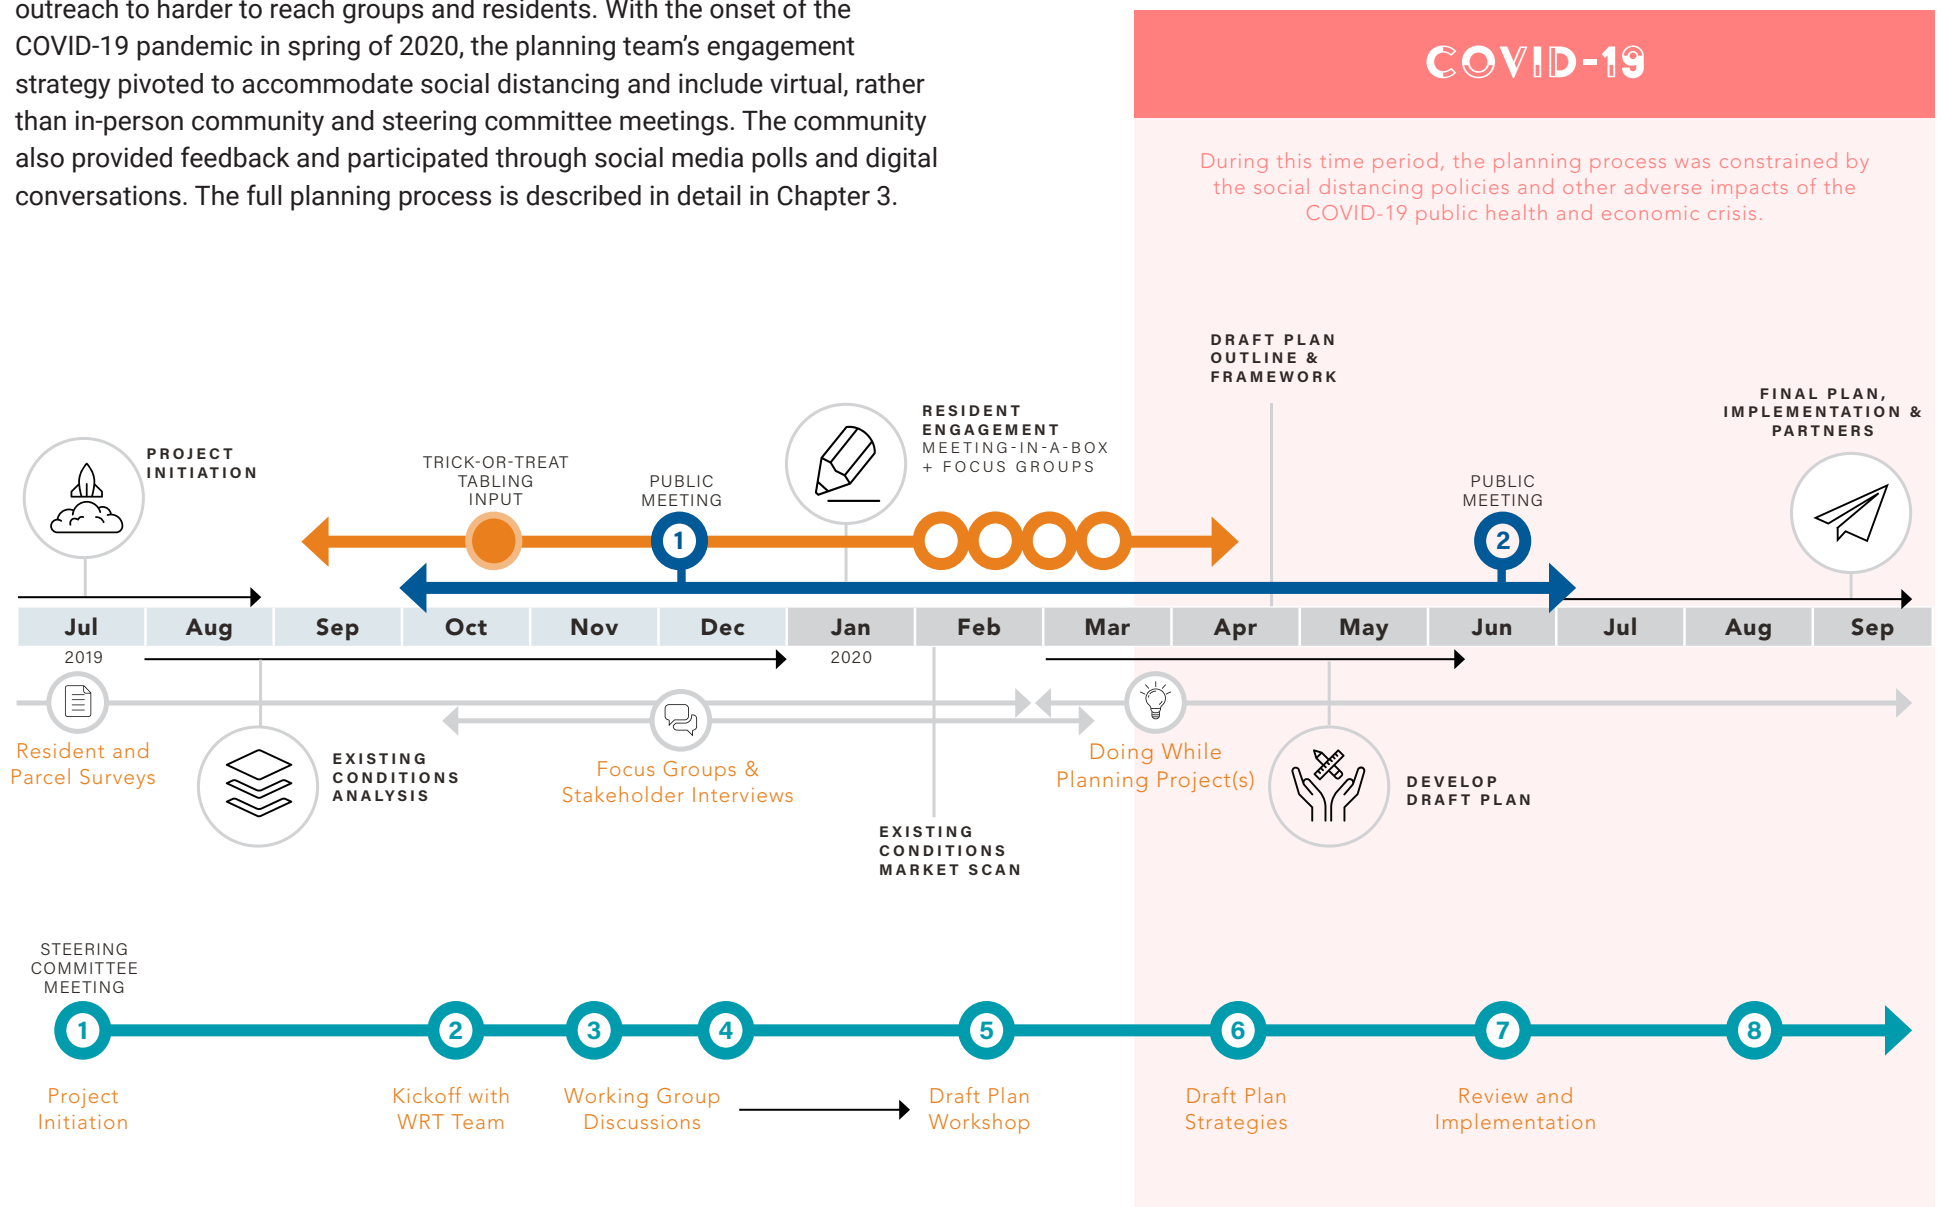 outreach to harder to reach groups and residents. With the onset of the
COVID-19 pandemic in spring of 2020, the planning team’s engagement
strategy pivoted to accommodate social distancing and include virtual, rather
than in-person community and steering committee meetings. The community
also provided feedback and participated through social media polls and digital
conversations. The full planning process is described in detail in Chapter 3.
COVID-19
During this time period, the planning process was constrained by
the social distancing policies and other adverse impacts of the
COVID-19 public health and economic crisis.
PROJECT
INITIATION
TRICK-OR-TREAT
TABLING
INPUT
PUBLIC
MEETING
1
RESIDENT
ENGAGEMENT
MEETING-IN-A-BOX
+ FOCUS GROUPS
DRAFT PLAN
OUTLINE &
FRAMEWORK
PUBLIC
MEETING
2
FINAL PLAN,
IMPLEMENTATION &
PARTNERS
Jul Aug Sep Oct Nov Dec Jan Feb Mar Apr May Jun Jul Aug Sep
2019 2020
Resident and
Parcel Surveys
EXISTING
CONDITIONS
ANALYSIS
Focus Groups &
Stakeholder Interviews
EXISTING
CONDITIONS
MARKET SCAN
Doing While
Planning Project(s)
DEVELOP
DRAFT PLAN
STEERING
COMMITTEE
MEETING
1 2 3 4 5 6 7 8
Project
Initiation
Kickoff with
WRT Team
Working Group
Discussions
Draft Plan
Workshop
Draft Plan
Strategies
Review and
Implementation